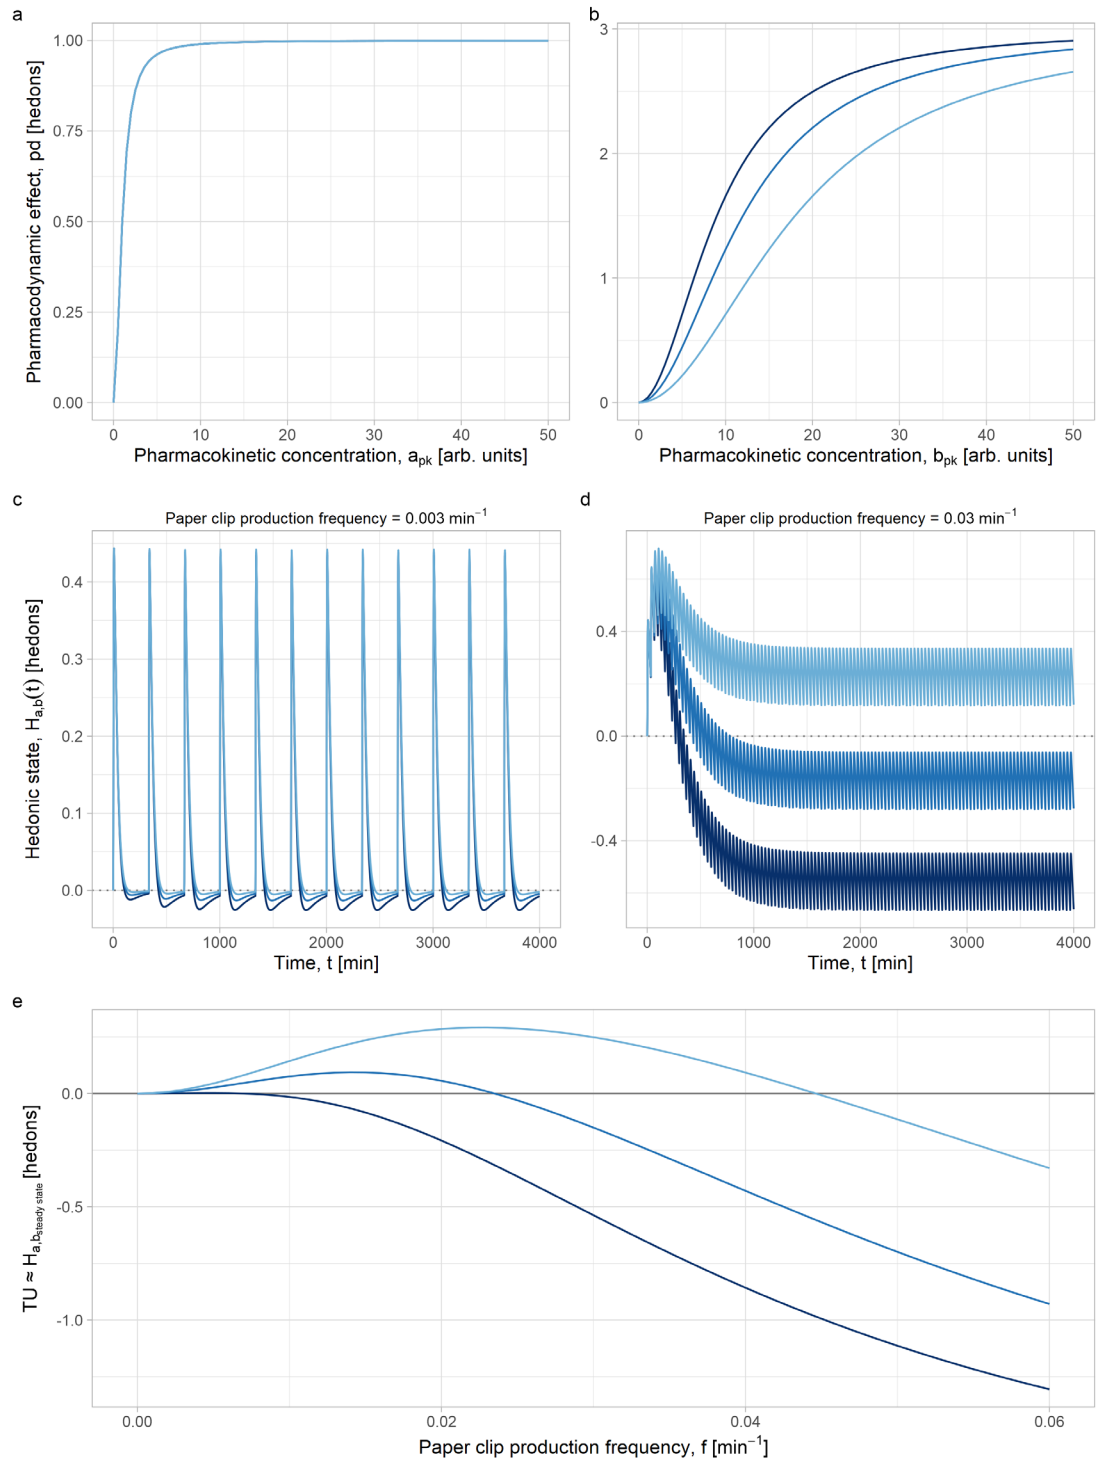 a
1.00
0.75
0.50
0.25
0.00
Pharmacodynamic effect, pd [hedons]
0 10 20 30 40 50
Pharmacokinetic concentration, a_pk [arb. units]
b
3
2
1
0
0 10 20 30 40 50
Pharmacokinetic concentration, b_pk [arb. units]
c
Paper clip production frequency = 0.003 min⁻¹
0.4
0.3
0.2
0.1
0.0
Hedonic state, H_a,b(t) [hedons]
0 1000 2000 3000 4000
Time, t [min]
d
Paper clip production frequency = 0.03 min⁻¹
0.4
0.0
-0.4
0 1000 2000 3000 4000
Time, t [min]
e
0.0
-0.5
-1.0
TU ≈ H_a,b_steady state [hedons]
0.00 0.02 0.04 0.06
Paper clip production frequency, f [min⁻¹]